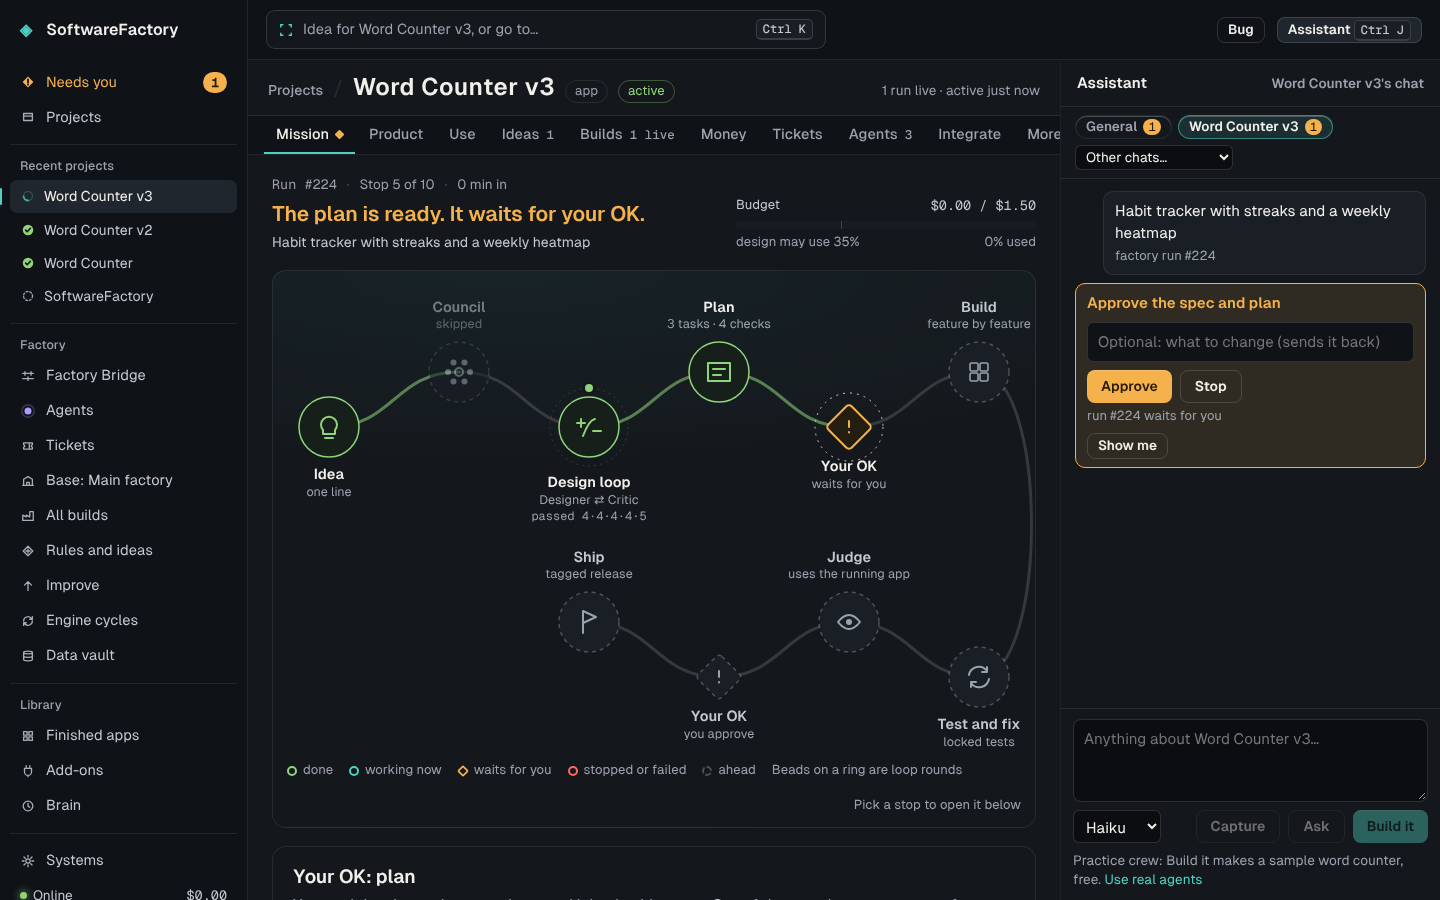 SoftwareFactory
Idea for Word Counter v3, or go to...
Ctrl K
Bug
Assistant Ctrl J
Needs you 1
Projects
Recent projects
Word Counter v3
Word Counter v2
Word Counter
SoftwareFactory
Factory
Factory Bridge
Agents
Tickets
Base: Main factory
All builds
Rules and ideas
Improve
Engine cycles
Data vault
Library
Finished apps
Add-ons
Brain
Systems
Online $0.00
Projects / Word Counter v3 app active
1 run live · active just now
Mission Product Use Ideas 1 Builds 1 live Money Tickets Agents 3 Integrate More
Run #224 · Stop 5 of 10 · 0 min in
The plan is ready. It waits for your OK.
Habit tracker with streaks and a weekly heatmap
Budget $0.00 / $1.50
design may use 35% 0% used
Council
skipped
Plan
3 tasks · 4 checks
Build
feature by feature
Idea
one line
Design loop
Designer ⇄ Critic
passed 4·4·4·4·5
Your OK
waits for you
Ship
tagged release
Judge
uses the running app
Your OK
you approve
Test and fix
locked tests
done working now waits for you stopped or failed ahead Beads on a ring are loop rounds
Pick a stop to open it below
Your OK: plan
Assistant Word Counter v3's chat
General 1 Word Counter v3 1
Other chats...
Habit tracker with streaks and a weekly
heatmap
factory run #224
Approve the spec and plan
Optional: what to change (sends it back)
Approve Stop
run #224 waits for you
Show me
Anything about Word Counter v3...
Haiku Capture Ask Build it
Practice crew: Build it makes a sample word counter,
free. Use real agents